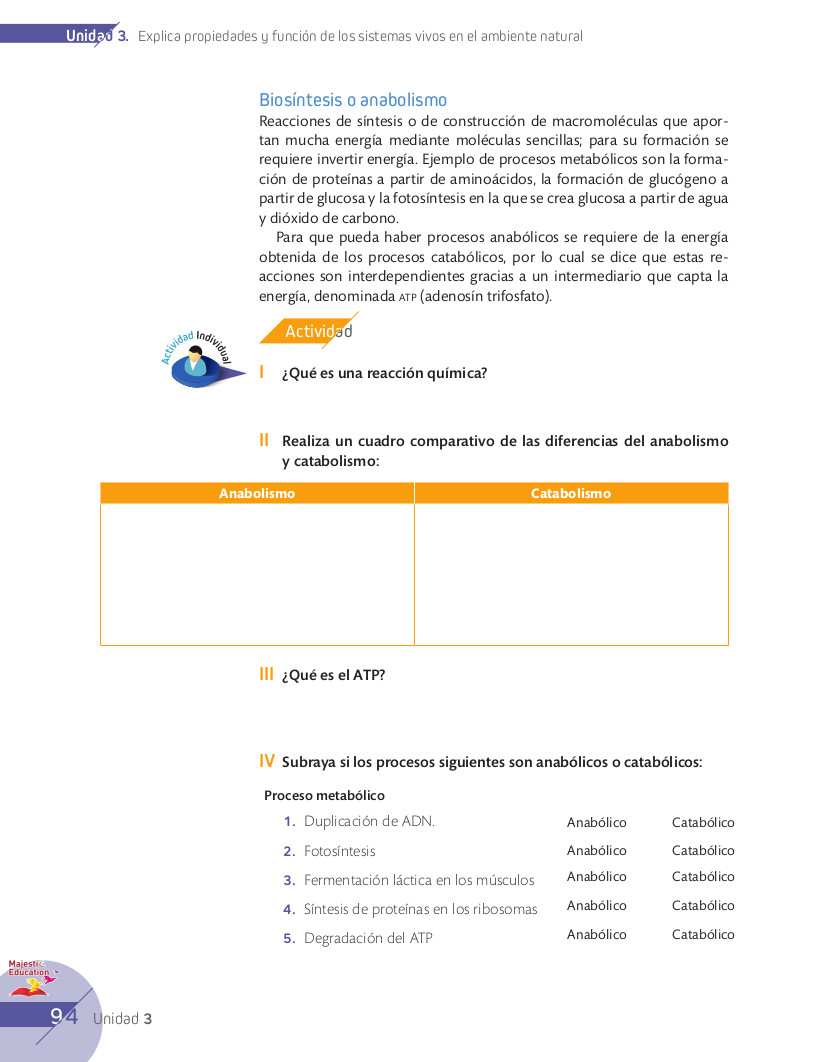 Unidad 3. Explica propiedades y función de los sistemas vivos en el ambiente natural
Biosíntesis o anabolismo
Reacciones de síntesis o de construcción de macromoléculas que apor-
tan mucha energía mediante moléculas sencillas; para su formación se
requiere invertir energía. Ejemplo de procesos metabólicos son la forma-
ción de proteínas a partir de aminoácidos, la formación de glucógeno a
partir de glucosa y la fotosíntesis en la que se crea glucosa a partir de agua
y dióxido de carbono.
Para que pueda haber procesos anabólicos se requiere de la energía
obtenida de los procesos catabólicos, por lo cual se dice que estas re-
acciones son interdependientes gracias a un intermediario que capta la
energía, denominada ATP (adenosín trifosfato).
Actividad
Actividad Individual
I ¿Qué es una reacción química?
II Realiza un cuadro comparativo de las diferencias del anabolismo
y catabolismo:
Anabolismo Catabolismo
III ¿Qué es el ATP?
IV Subraya si los procesos siguientes son anabólicos o catabólicos:
Proceso metabólico
1. Duplicación de ADN. Anabólico Catabólico
2. Fotosíntesis Anabólico Catabólico
3. Fermentación láctica en los músculos Anabólico Catabólico
4. Síntesis de proteínas en los ribosomas Anabólico Catabólico
5. Degradación del ATP Anabólico Catabólico
Majestic
Education
94 Unidad 3